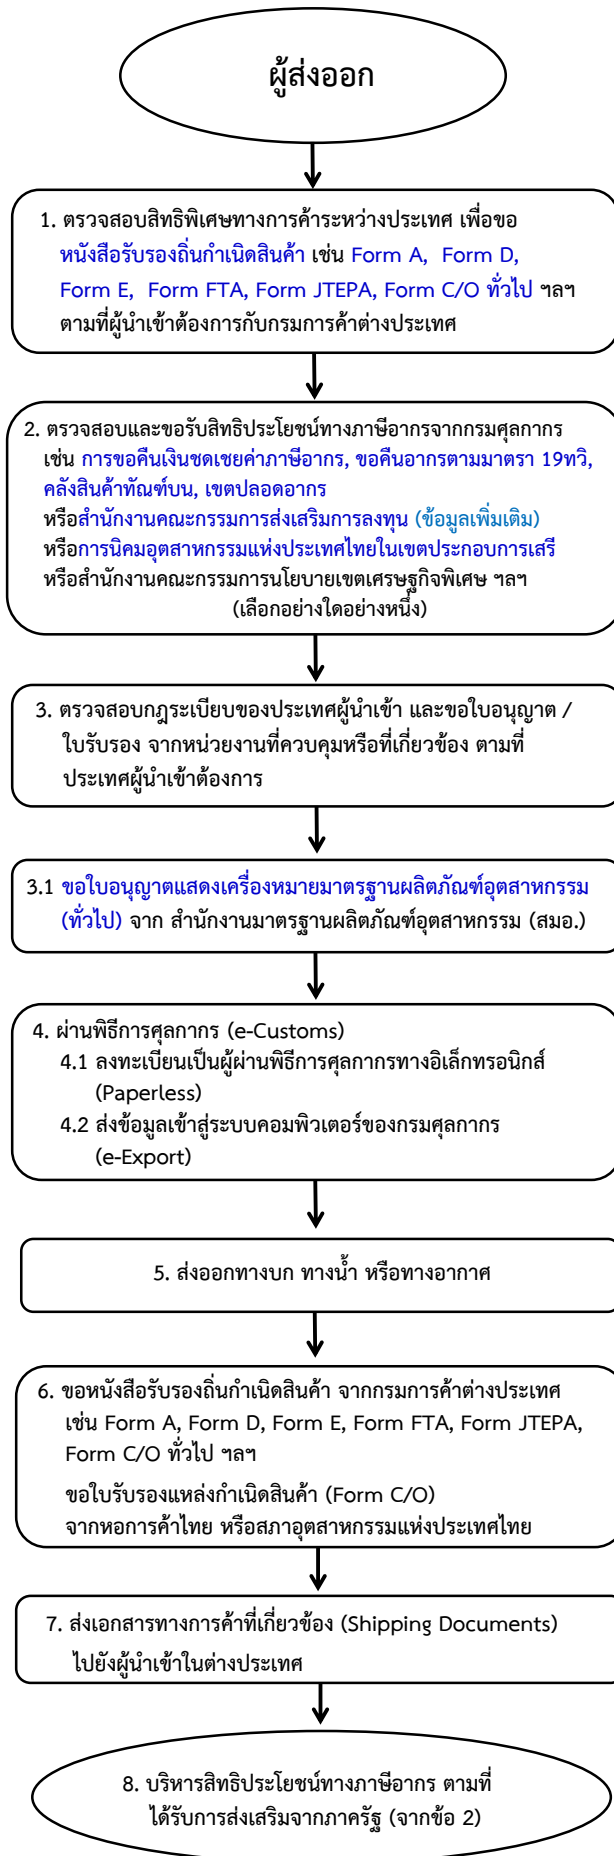 ผู้ส่งออก
1. ตรวจสอบสิทธิพิเศษทางการค้าระหว่างประเทศ เพื่อขอ
หนังสือรับรองถิ่นกำเนิดสินค้า เช่น Form A, Form D,
Form E, Form FTA, Form JTEPA, Form C/O ทั่วไป ฯลฯ
ตามที่ผู้นำเข้าต้องการกับกรมการค้าต่างประเทศ
2. ตรวจสอบและขอรับสิทธิประโยชน์ทางภาษีอากรจากกรมศุลกากร
เช่น การขอคืนเงินชดเชยค่าภาษีอากร, ขอคืนอากรตามมาตรา 19ทวิ,
คลังสินค้าทัณฑ์บน, เขตปลอดอากร
หรือสำนักงานคณะกรรมการส่งเสริมการลงทุน (ข้อมูลเพิ่มเติม)
หรือการนิคมอุตสาหกรรมแห่งประเทศไทยในเขตประกอบการเสรี
หรือสำนักงานคณะกรรมการนโยบายเขตเศรษฐกิจพิเศษ ฯลฯ
(เลือกอย่างใดอย่างหนึ่ง)
3. ตรวจสอบกฎระเบียบของประเทศผู้นำเข้า และขอใบอนุญาต /
ใบรับรอง จากหน่วยงานที่ควบคุมหรือที่เกี่ยวข้อง ตามที่
ประเทศผู้นำเข้าต้องการ
3.1 ขอใบอนุญาตแสดงเครื่องหมายมาตรฐานผลิตภัณฑ์อุตสาหกรรม
(ทั่วไป) จาก สำนักงานมาตรฐานผลิตภัณฑ์อุตสาหกรรม (สมอ.)
4. ผ่านพิธีการศุลกากร (e-Customs)
4.1 ลงทะเบียนเป็นผู้ผ่านพิธีการศุลกากรทางอิเล็กทรอนิกส์
(Paperless)
4.2 ส่งข้อมูลเข้าสู่ระบบคอมพิวเตอร์ของกรมศุลกากร
(e-Export)
5. ส่งออกทางบก ทางน้ำ หรือทางอากาศ
6. ขอหนังสือรับรองถิ่นกำเนิดสินค้า จากกรมการค้าต่างประเทศ
เช่น Form A, Form D, Form E, Form FTA, Form JTEPA,
Form C/O ทั่วไป ฯลฯ
ขอใบรับรองแหล่งกำเนิดสินค้า (Form C/O)
จากหอการค้าไทย หรือสภาอุตสาหกรรมแห่งประเทศไทย
7. ส่งเอกสารทางการค้าที่เกี่ยวข้อง (Shipping Documents)
ไปยังผู้นำเข้าในต่างประเทศ
8. บริหารสิทธิประโยชน์ทางภาษีอากร ตามที่
ได้รับการส่งเสริมจากภาครัฐ (จากข้อ 2)